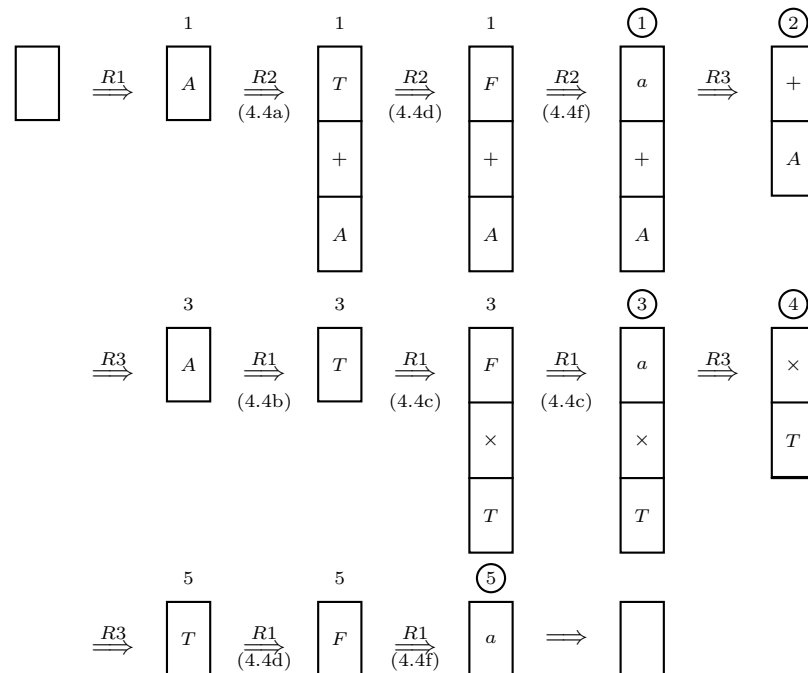 1 1 1 ① ②
R1 R2 R2 R2 R3
⟹ A ⟹ T ⟹ F ⟹ a ⟹ +
(4.4a) (4.4d) (4.4f)
+ + + A
A A A
3 3 3 ③ ④
R3 R1 R1 R1 R3
⟹ A ⟹ T ⟹ F ⟹ a ⟹ ×
(4.4b) (4.4c) (4.4c)
× × T
T T
5 5 ⑤
R3 R1 R1
⟹ T ⟹ F ⟹ a ⟹
(4.4d) (4.4f)